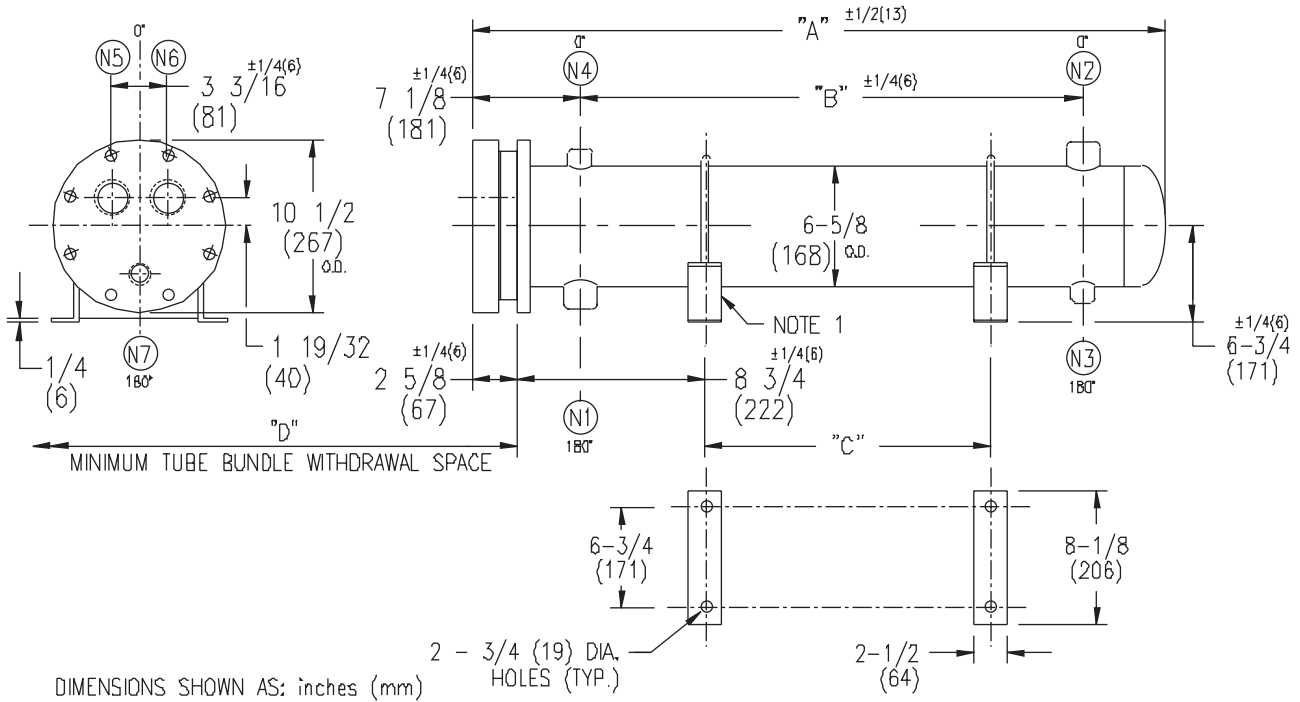 0°
N5
N6
±1/4(6)
3 3/16
(81)
10 1/2
(267)
O.D.
1/4
(6)
N7
180°
1 19/32
(40)
"D"
MINIMUM TUBE BUNDLE WITHDRAWAL SPACE
"A" ±1/2(13)
0°
N4
0°
N2
±1/4(6)
7 1/8
(181)
"B" ±1/4(6)
6-5/8
(168) O.D.
NOTE 1
±1/4(6)
2 5/8
(67)
±1/4(6)
8 3/4
(222)
N1
180°
N3
180°
±1/4(6)
6-3/4
(171)
"C"
6-3/4
(171)
8-1/8
(206)
2 - 3/4 (19) DIA.
HOLES (TYP.)
2-1/2
(64)
DIMENSIONS SHOWN AS: inches (mm)